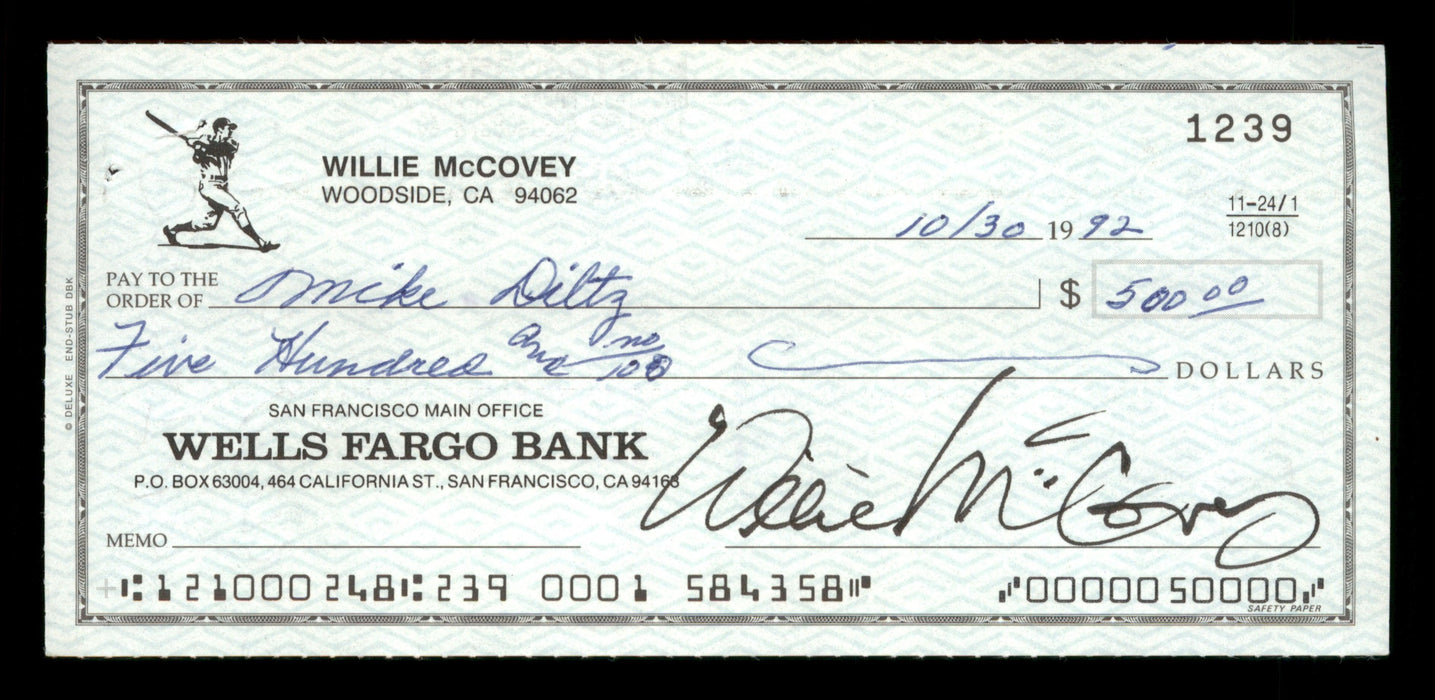 1239
WILLIE McCOVEY
WOODSIDE, CA 94062
11-24/1
1210(8)
10/30 19 92
PAY TO THE
ORDER OF Mike Diltz $ 500 00
Five Hundred and no/100 DOLLARS
SAN FRANCISCO MAIN OFFICE
WELLS FARGO BANK
P.O. BOX 63004, 464 CALIFORNIA ST., SAN FRANCISCO, CA 94163
Willie McCovey
MEMO
⑆121000248⑆239 0001 584358⑈ ⑇0000050000⑇
SAFETY PAPER
© DELUXE END-STUB DBK